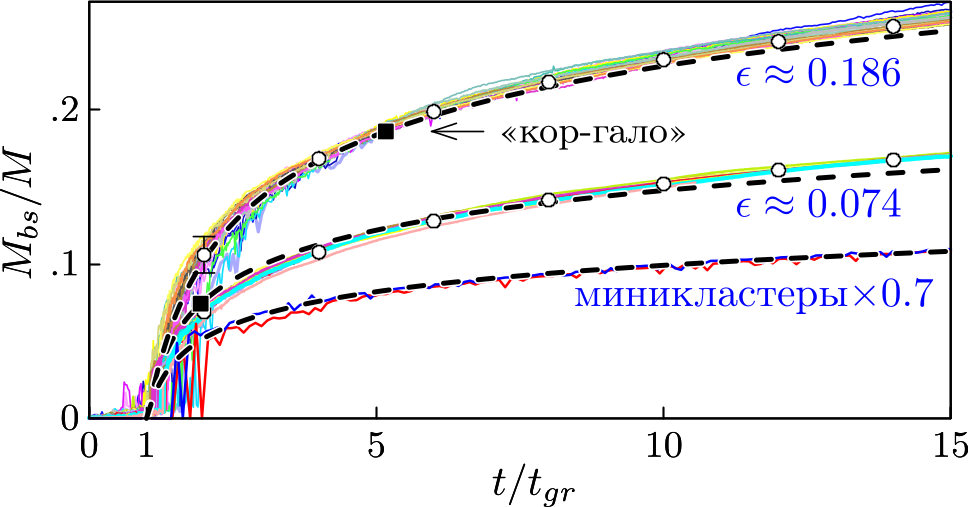 M_{bs}/M
.2
.1
0
«кор-гало»
ϵ ≈ 0.186
ϵ ≈ 0.074
миникластеры×0.7
0 1 5 10 15
t/t_{gr}